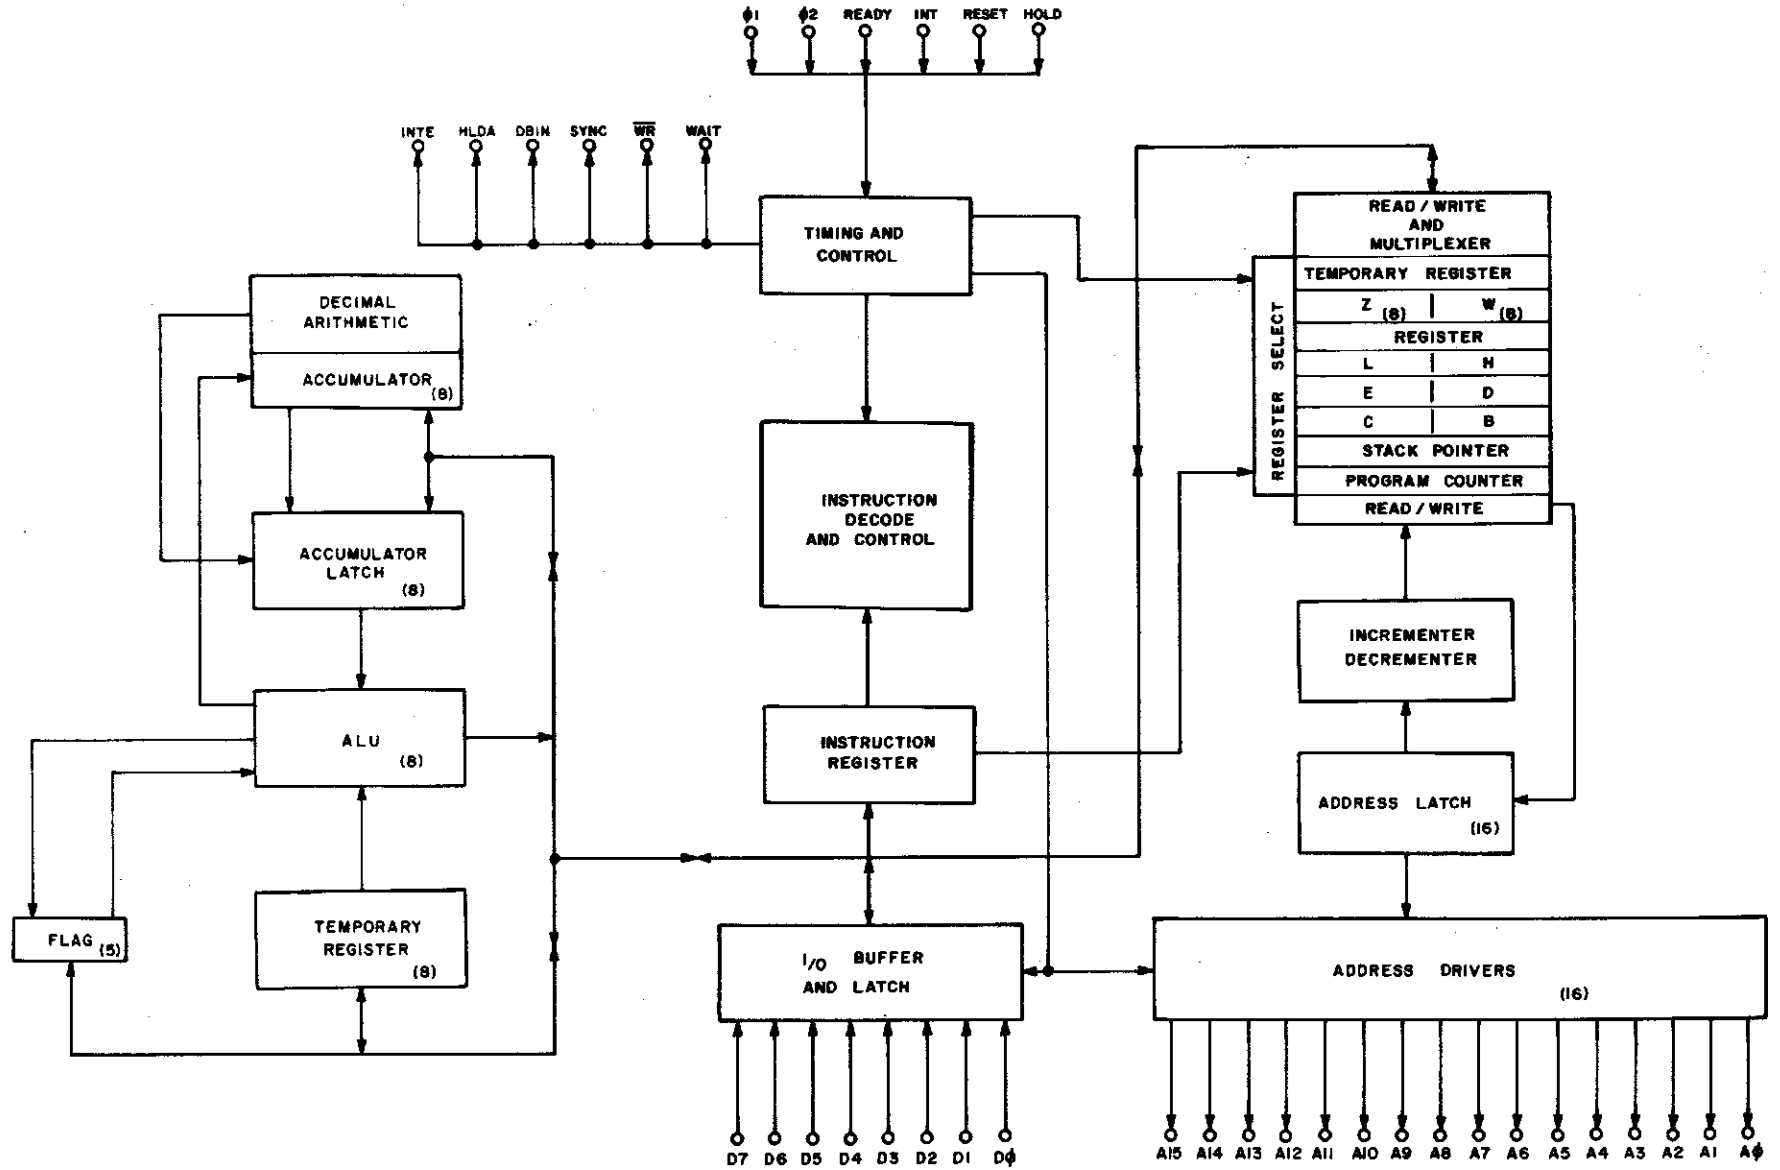 ϕ1 ϕ2 READY INT RESET HOLD
INTE HLDA DBIN SYNC W̅R̅ WAIT
TIMING AND
CONTROL
READ / WRITE
AND
MULTIPLEXER
TEMPORARY REGISTER
Z (8) W (8)
REGISTER
L H
E D
C B
STACK POINTER
PROGRAM COUNTER
READ / WRITE
REGISTER SELECT
DECIMAL
ARITHMETIC
ACCUMULATOR (8)
INSTRUCTION
DECODE
AND CONTROL
ACCUMULATOR
LATCH (8)
INCREMENTER
DECREMENTER
ALU
(8)
INSTRUCTION
REGISTER
ADDRESS LATCH
(16)
FLAG (5)
TEMPORARY
REGISTER
(8)
I/O BUFFER
AND LATCH
ADDRESS DRIVERS
(16)
D7 D6 D5 D4 D3 D2 D1 Dϕ
A15 A14 A13 A12 A11 A10 A9 A8 A7 A6 A5 A4 A3 A2 A1 Aϕ